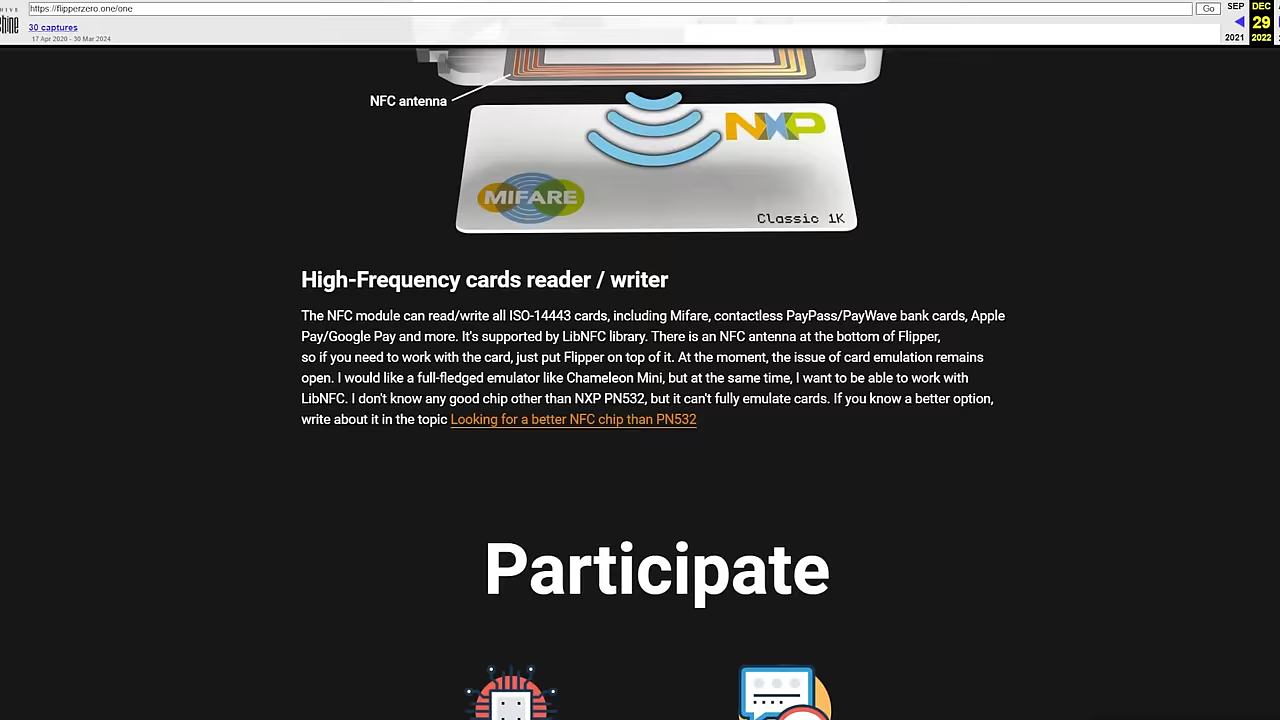 https://flipperzero.one/one
Go
SEP
DEC
30 captures
29
17 Apr 2020 - 30 Mar 2024
2021
2022
NFC antenna
NXP
MIFARE
Classic 1K
High-Frequency cards reader / writer
The NFC module can read/write all ISO-14443 cards, including Mifare, contactless PayPass/PayWave bank cards, Apple
Pay/Google Pay and more. It's supported by LibNFC library. There is an NFC antenna at the bottom of Flipper,
so if you need to work with the card, just put Flipper on top of it. At the moment, the issue of card emulation remains
open. I would like a full-fledged emulator like Chameleon Mini, but at the same time, I want to be able to work with
LibNFC. I don't know any good chip other than NXP PN532, but it can't fully emulate cards. If you know a better option,
write about it in the topic Looking for a better NFC chip than PN532
Participate